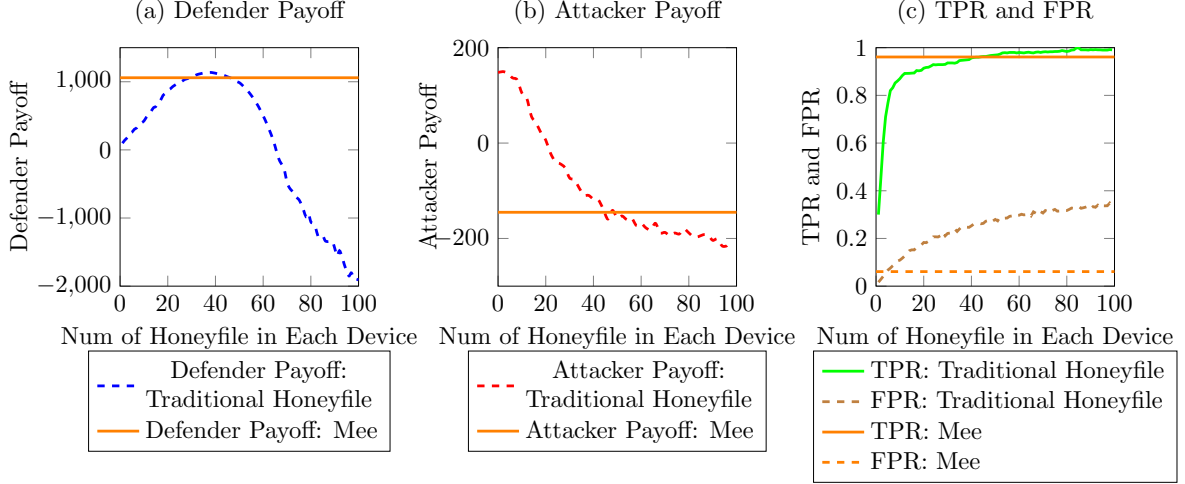 (a) Defender Payoff
Defender Payoff
1,000
0
−1,000
−2,000
0 20 40 60 80 100
Num of Honeyfile in Each Device
Defender Payoff:
Traditional Honeyfile
Defender Payoff: Mee
(b) Attacker Payoff
Attacker Payoff
200
0
−200
0 20 40 60 80 100
Num of Honeyfile in Each Device
Attacker Payoff:
Traditional Honeyfile
Attacker Payoff: Mee
(c) TPR and FPR
TPR and FPR
1
0.8
0.6
0.4
0.2
0
0 20 40 60 80 100
Num of Honeyfile in Each Device
TPR: Traditional Honeyfile
FPR: Traditional Honeyfile
TPR: Mee
FPR: Mee